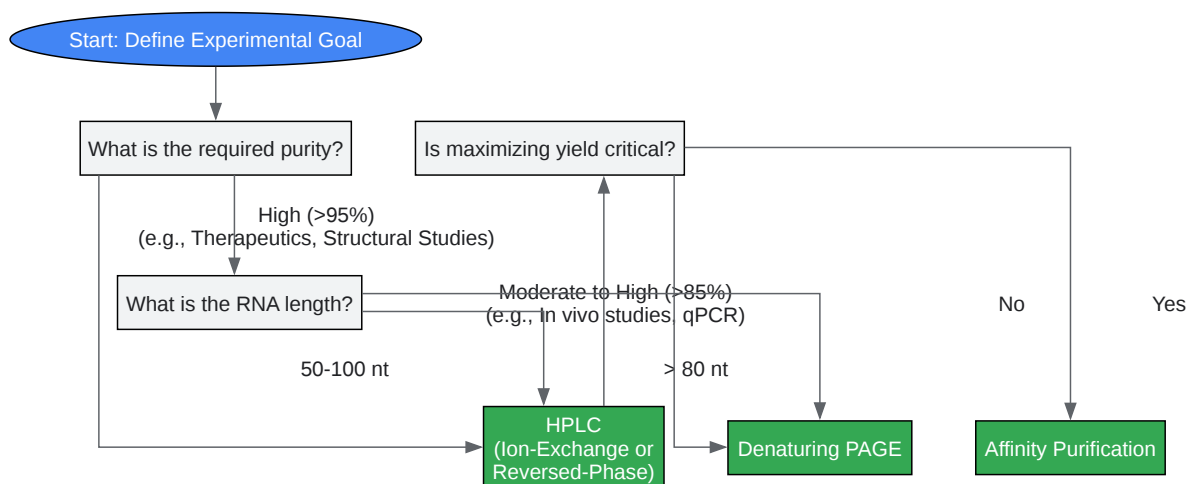 Start: Define Experimental Goal
What is the required purity?
Is maximizing yield critical?
High (>95%)
(e.g., Therapeutics, Structural Studies)
What is the RNA length?
Moderate to High (>85%)
(e.g., In vivo studies, qPCR)
No
Yes
50-100 nt
> 80 nt
HPLC
(Ion-Exchange or
Reversed-Phase)
Denaturing PAGE
Affinity Purification